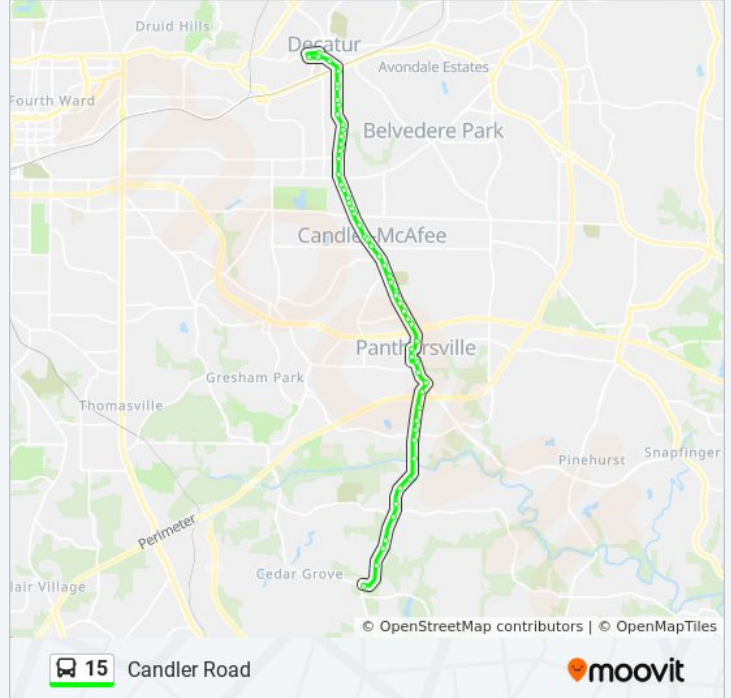 Druid Hills
Decatur
Avondale Estates
Fourth Ward
Belvedere Park
Candler-McAfee
Panthersville
Gresham Park
Thomasville
Snapfinger
Pinehurst
Perimeter
Cedar Grove
lair Village
© OpenStreetMap contributors | © OpenMapTiles
15 Candler Road
moovit